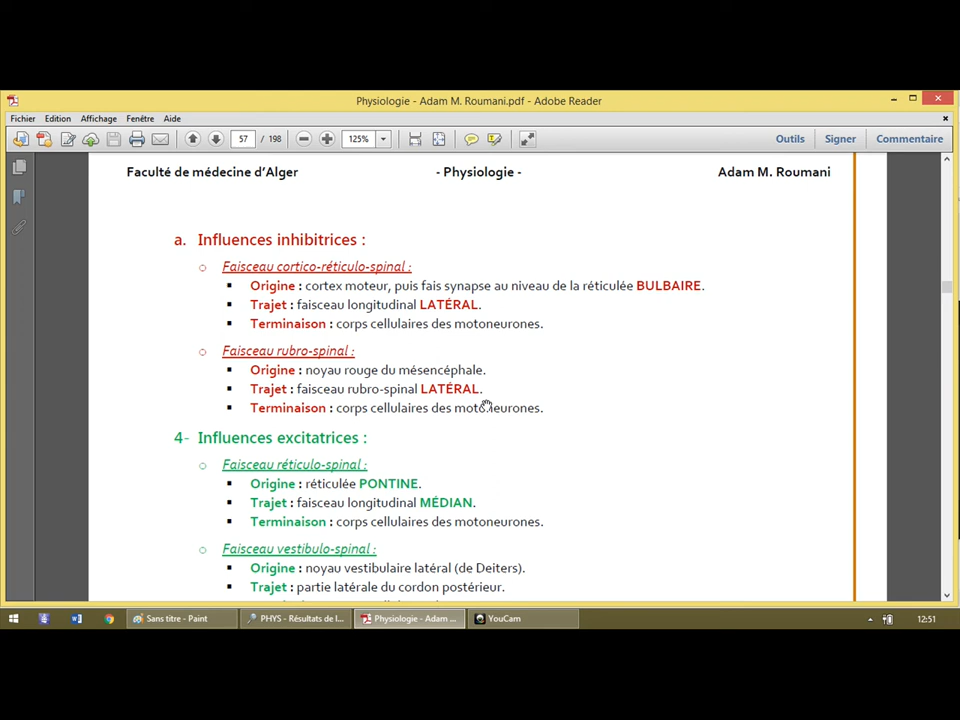 Physiologie - Adam M. Roumani.pdf - Adobe Reader
Fichier Edition Affichage Fenêtre Aide
57 / 198 125% Outils Signer Commentaire
Faculté de médecine d'Alger - Physiologie - Adam M. Roumani
a. Influences inhibitrices :
Faisceau cortico-réticulo-spinal :
Origine : cortex moteur, puis fais synapse au niveau de la réticulée BULBAIRE.
Trajet : faisceau longitudinal LATÉRAL.
Terminaison : corps cellulaires des motoneurones.
Faisceau rubro-spinal :
Origine : noyau rouge du mésencéphale.
Trajet : faisceau rubro-spinal LATÉRAL.
Terminaison : corps cellulaires des motoneurones.
4- Influences excitatrices :
Faisceau réticulo-spinal :
Origine : réticulée PONTINE.
Trajet : faisceau longitudinal MÉDIAN.
Terminaison : corps cellulaires des motoneurones.
Faisceau vestibulo-spinal :
Origine : noyau vestibulaire latéral (de Deiters).
Trajet : partie latérale du cordon postérieur.
Sans titre - Paint PHYS - Résultats de l... Physiologie - Adam ... YouCam 12:51